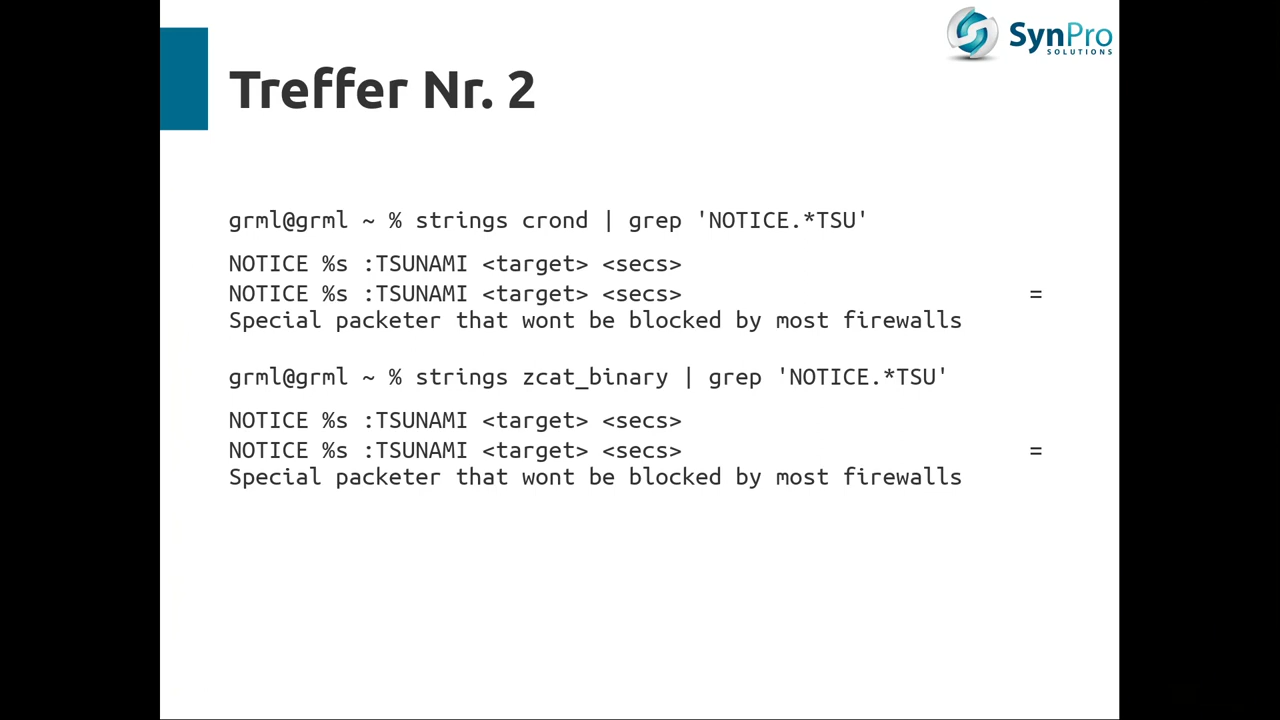 SynPro
SOLUTIONS
Treffer Nr. 2
grml@grml ~ % strings crond | grep 'NOTICE.*TSU'
NOTICE %s :TSUNAMI <target> <secs>
NOTICE %s :TSUNAMI <target> <secs> =
Special packeter that wont be blocked by most firewalls
grml@grml ~ % strings zcat_binary | grep 'NOTICE.*TSU'
NOTICE %s :TSUNAMI <target> <secs>
NOTICE %s :TSUNAMI <target> <secs> =
Special packeter that wont be blocked by most firewalls